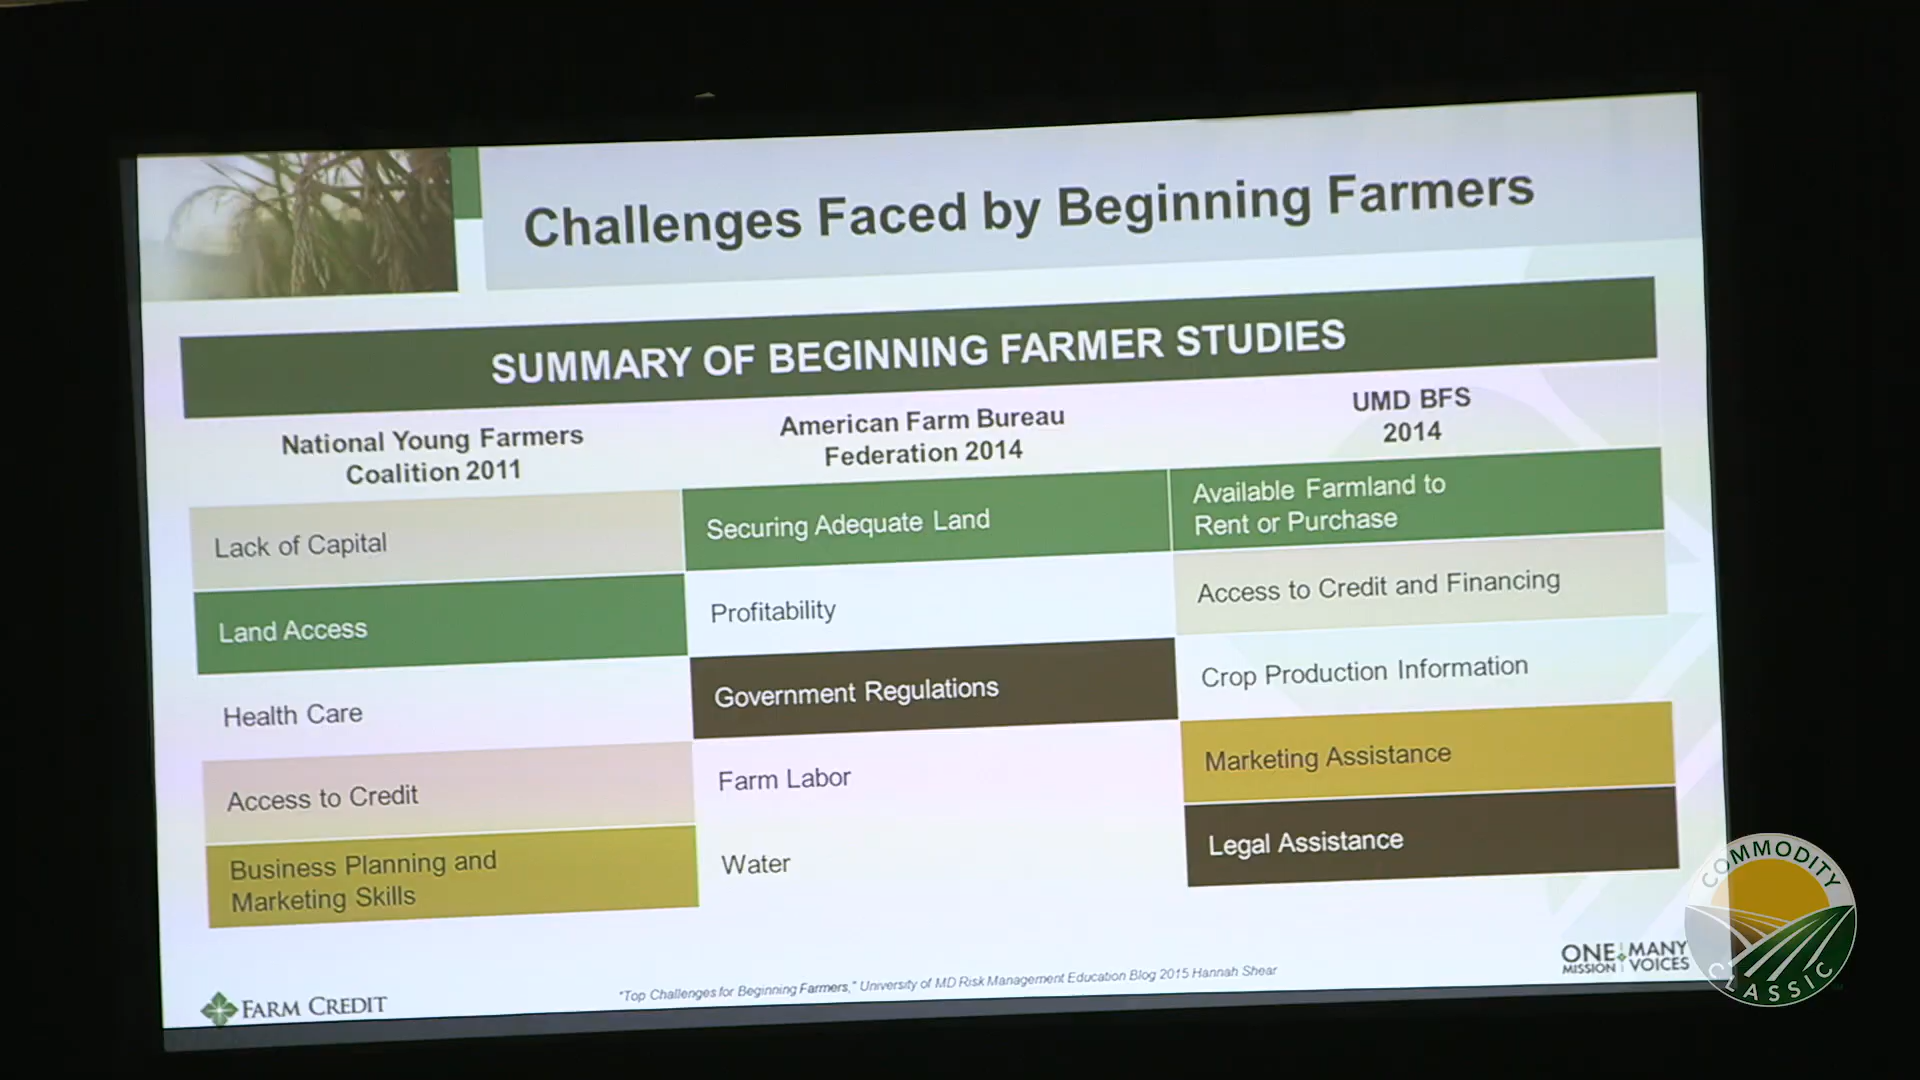 Challenges Faced by Beginning Farmers
SUMMARY OF BEGINNING FARMER STUDIES
National Young Farmers
Coalition 2011
American Farm Bureau
Federation 2014
UMD BFS
2014
Lack of Capital
Securing Adequate Land
Available Farmland to
Rent or Purchase
Land Access
Profitability
Access to Credit and Financing
Health Care
Government Regulations
Crop Production Information
Access to Credit
Farm Labor
Marketing Assistance
Business Planning and
Marketing Skills
Water
Legal Assistance
"Top Challenges for Beginning Farmers," University of MD Risk Management Education Blog 2015 Hannah Shear
FARM CREDIT
ONE MANY
MISSION VOICES
COMMODITY
CLASSIC